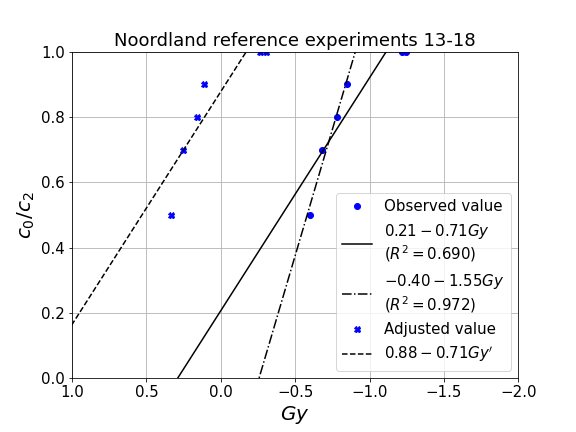 Noordland reference experiments 13-18
c₀/c₂
1.0
0.8
0.6
0.4
0.2
0.0
Observed value
0.21 − 0.71Gy
(R² = 0.690)
−0.40 − 1.55Gy
(R² = 0.972)
Adjusted value
0.88 − 0.71Gy′
1.0 0.5 0.0 −0.5 −1.0 −1.5 −2.0
Gy